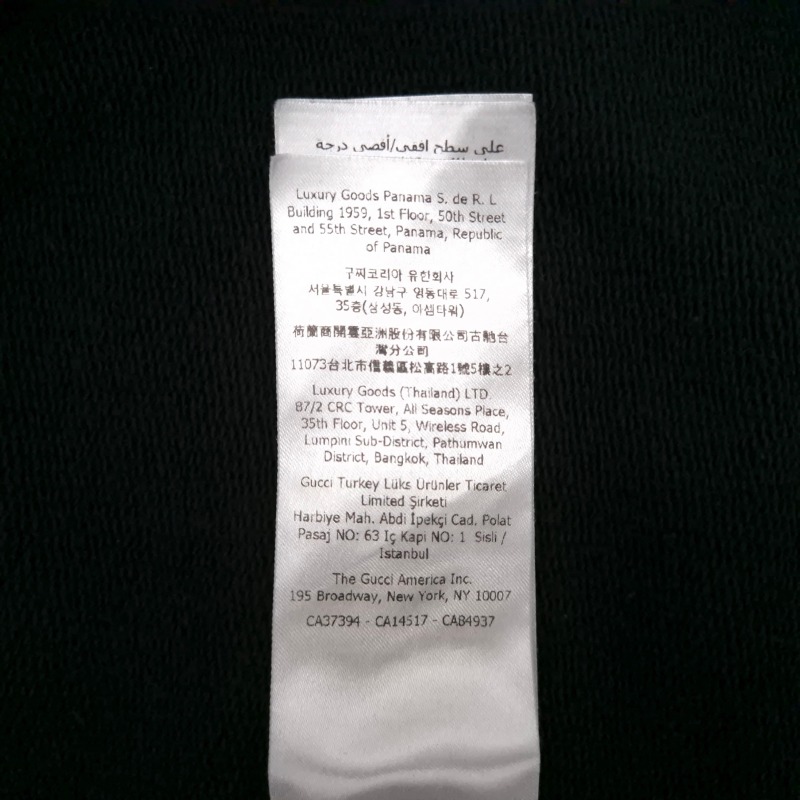 على سطح افقي/أقصى درجة
Luxury Goods Panama S. de R. L
Building 1959, 1st Floor, 50th Street
and 55th Street, Panama, Republic
of Panama
구찌코리아 유한회사
서울특별시 강남구 영동대로 517,
35층(삼성동, 아셈타워)
荷蘭商開雲亞洲股份有限公司古馳台
灣分公司
11073台北市信義區松高路1號5樓之2
Luxury Goods (Thailand) LTD.
87/2 CRC Tower, All Seasons Place,
35th Floor, Unit 5, Wireless Road,
Lumpini Sub-District, Pathumwan
District, Bangkok, Thailand
Gucci Turkey Lüks Ürünler Ticaret
Limited Şirketi
Harbiye Mah. Abdi İpekçi Cad. Polat
Pasaj NO: 63 İç Kapı NO: 1 Sisli /
Istanbul
The Gucci America Inc.
195 Broadway, New York, NY 10007
CA37394 - CA14517 - CA84937